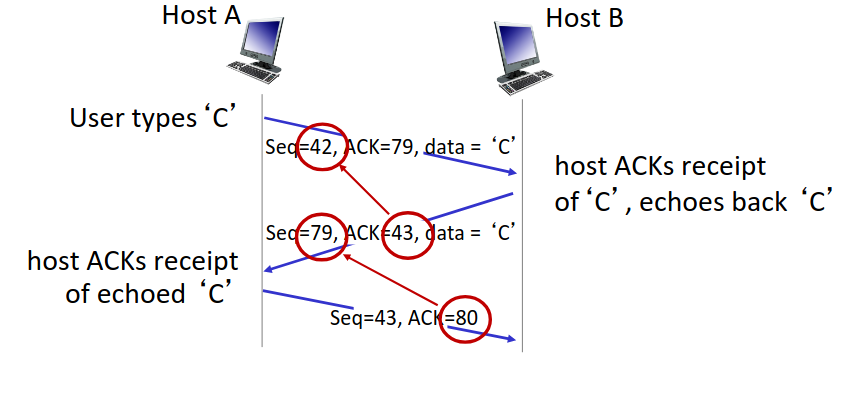 Host A
Host B
User types ‘C’
Seq=42, ACK=79, data = ‘C’
host ACKs receipt
of ‘C’, echoes back ‘C’
Seq=79, ACK=43, data = ‘C’
host ACKs receipt
of echoed ‘C’
Seq=43, ACK=80